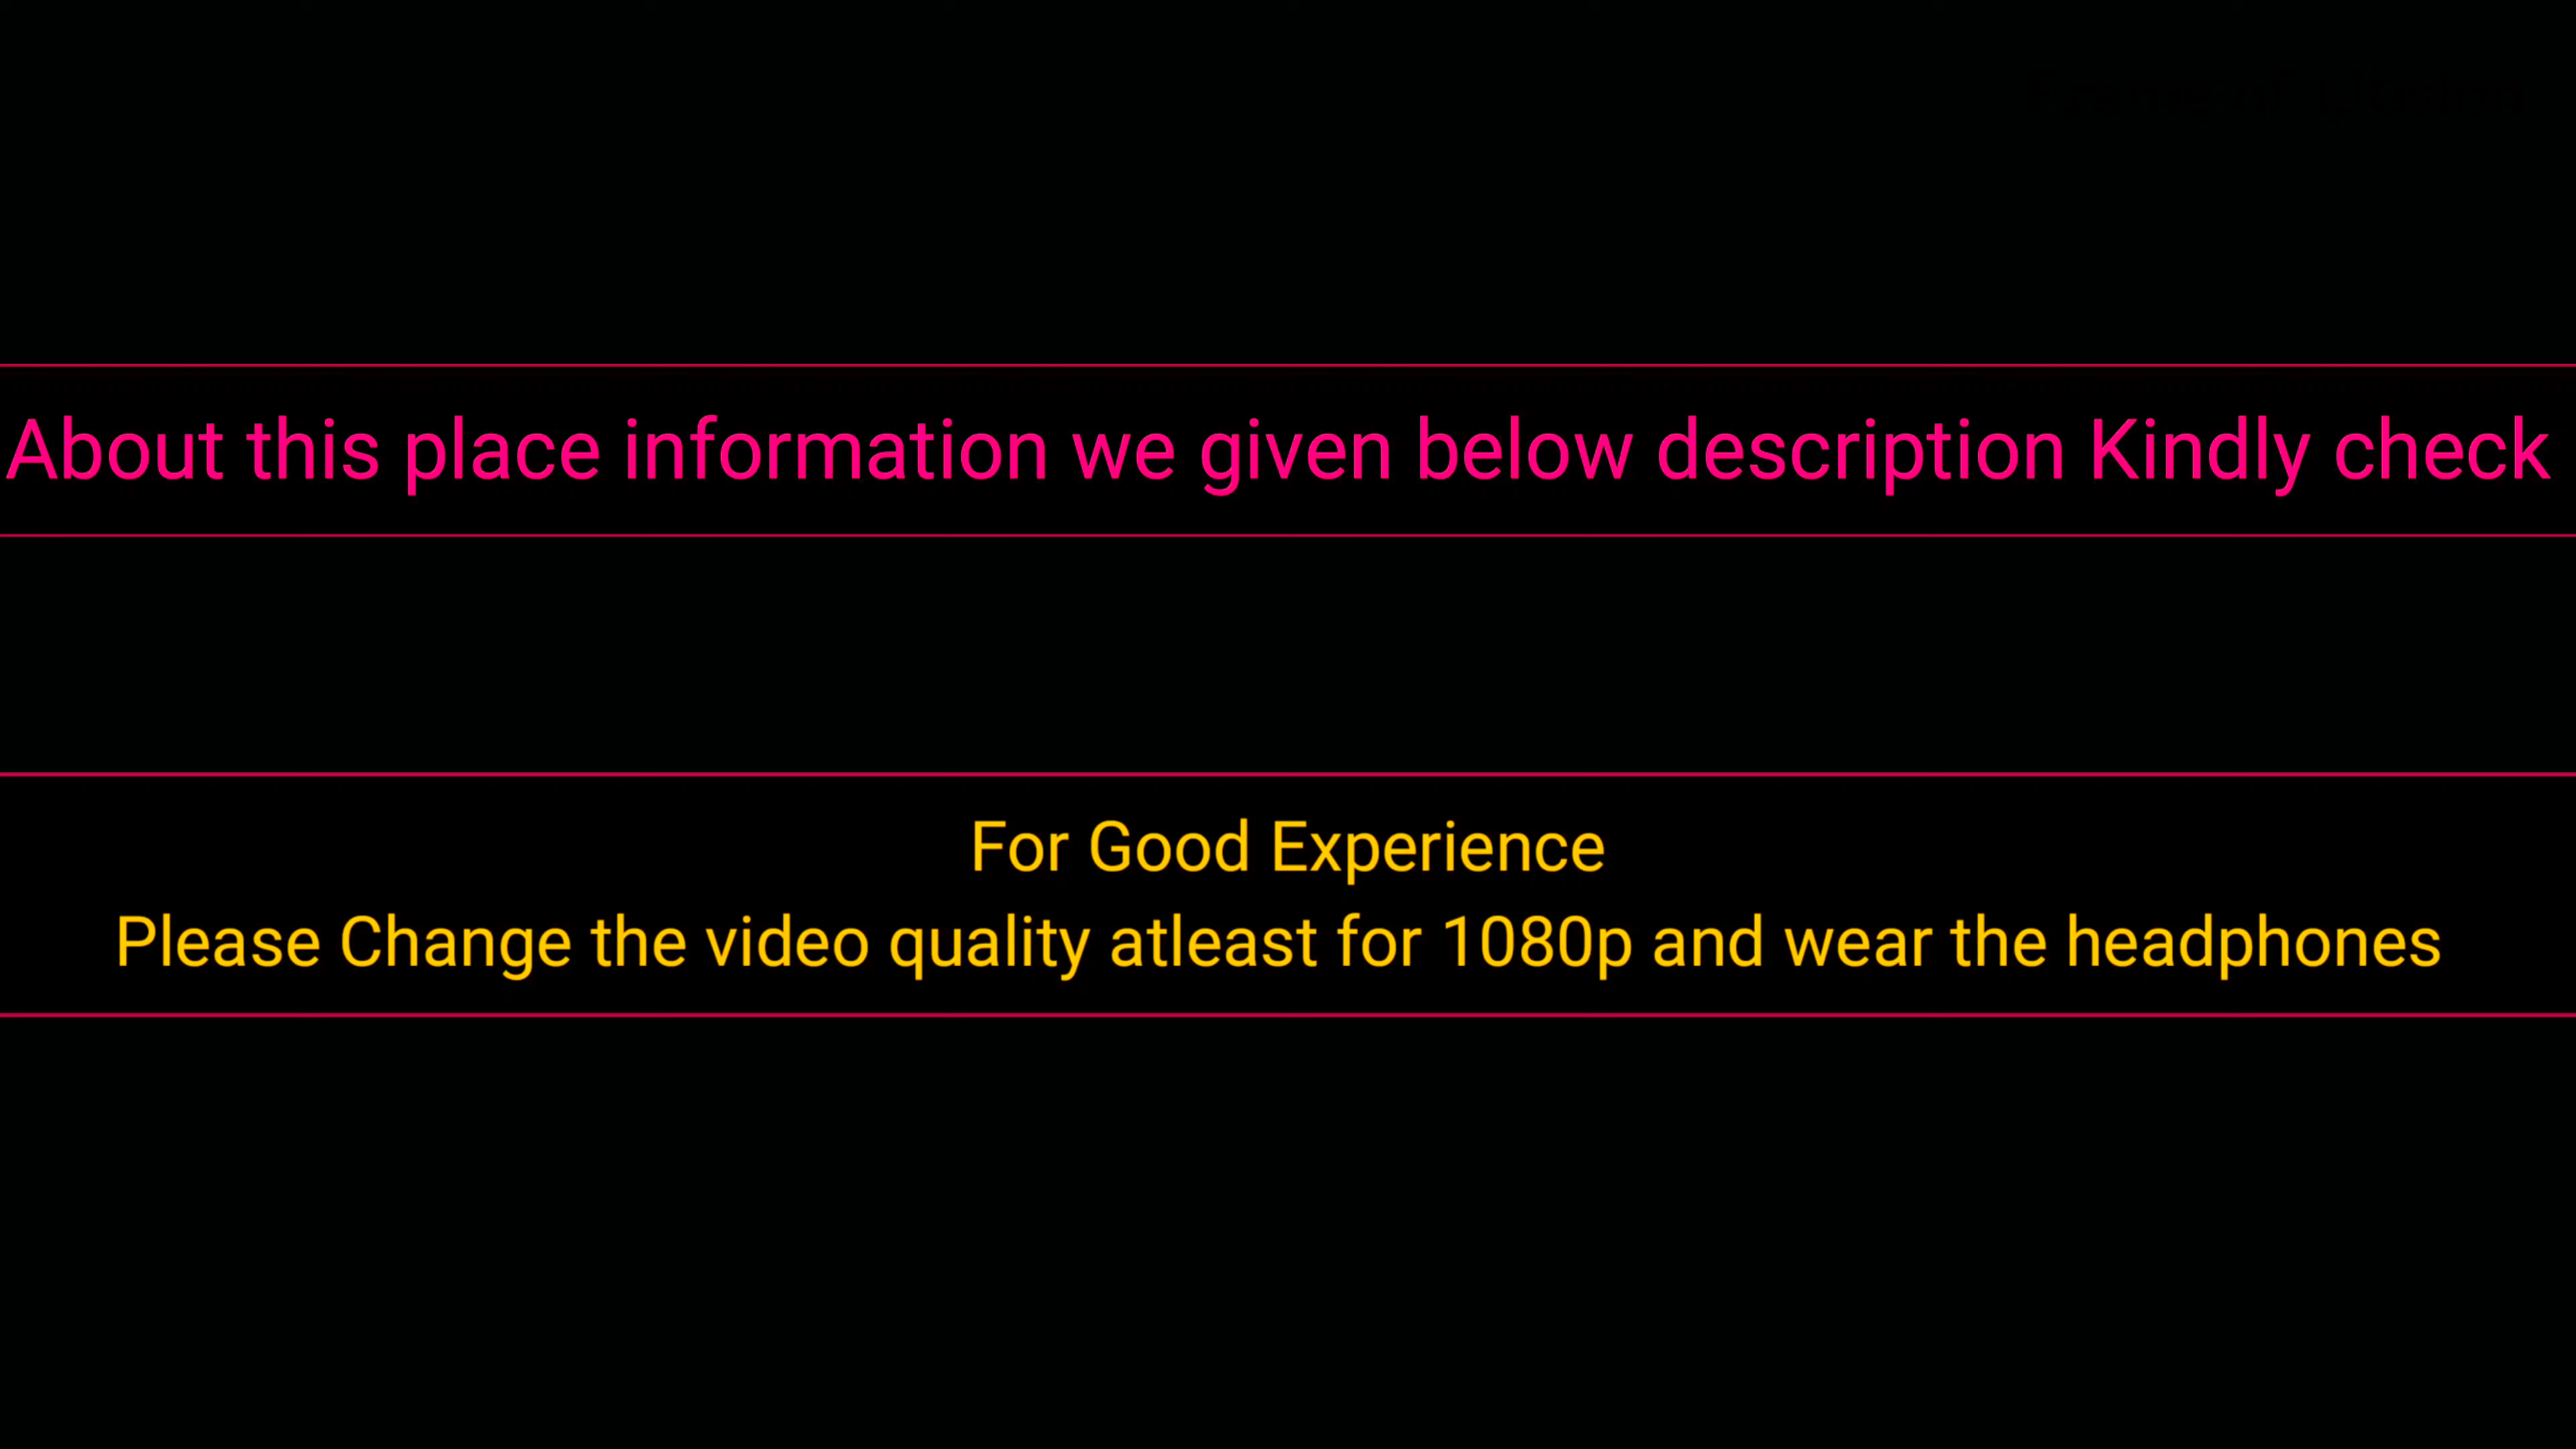 About this place information we given below description Kindly check
For Good Experience
Please Change the video quality atleast for 1080p and wear the headphones